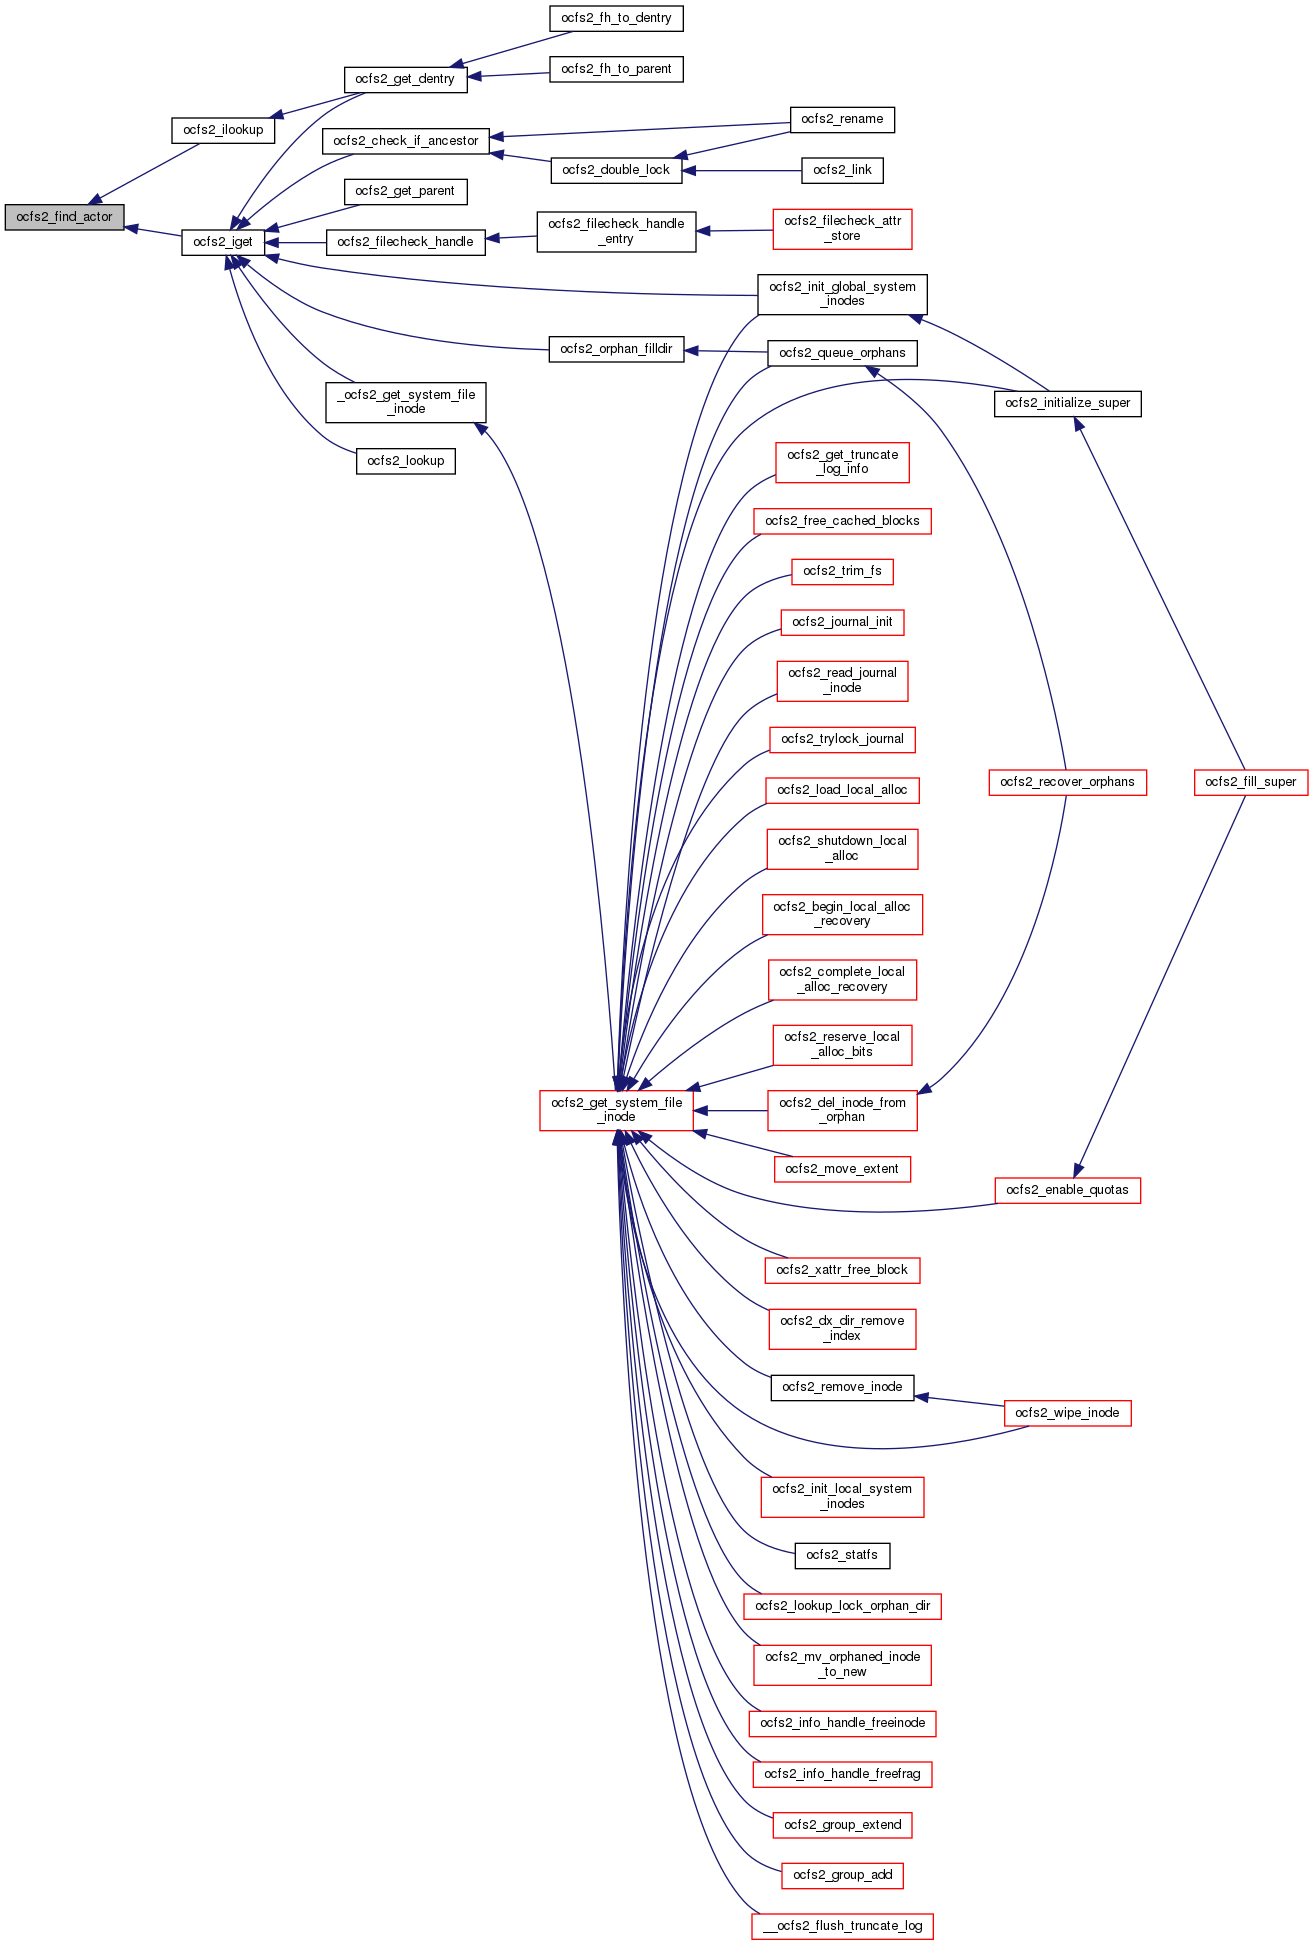 ocfs2_fh_to_dentry
ocfs2_get_dentry
ocfs2_fh_to_parent
ocfs2_ilookup
ocfs2_rename
ocfs2_check_if_ancestor
ocfs2_double_lock
ocfs2_link
ocfs2_get_parent
ocfs2_find_actor
ocfs2_iget
ocfs2_filecheck_handle
ocfs2_filecheck_handle
_entry
ocfs2_filecheck_attr
_store
ocfs2_init_global_system
_inodes
ocfs2_orphan_filldir
ocfs2_queue_orphans
_ocfs2_get_system_file
_inode
ocfs2_initialize_super
ocfs2_lookup
ocfs2_get_truncate
_log_info
ocfs2_free_cached_blocks
ocfs2_trim_fs
ocfs2_journal_init
ocfs2_read_journal
_inode
ocfs2_trylock_journal
ocfs2_load_local_alloc
ocfs2_recover_orphans
ocfs2_fill_super
ocfs2_shutdown_local
_alloc
ocfs2_begin_local_alloc
_recovery
ocfs2_complete_local
_alloc_recovery
ocfs2_reserve_local
_alloc_bits
ocfs2_get_system_file
_inode
ocfs2_del_inode_from
_orphan
ocfs2_move_extent
ocfs2_enable_quotas
ocfs2_xattr_free_block
ocfs2_dx_dir_remove
_index
ocfs2_remove_inode
ocfs2_wipe_inode
ocfs2_init_local_system
_inodes
ocfs2_statfs
ocfs2_lookup_lock_orphan_dir
ocfs2_mv_orphaned_inode
_to_new
ocfs2_info_handle_freeinode
ocfs2_info_handle_freefrag
ocfs2_group_extend
ocfs2_group_add
__ocfs2_flush_truncate_log